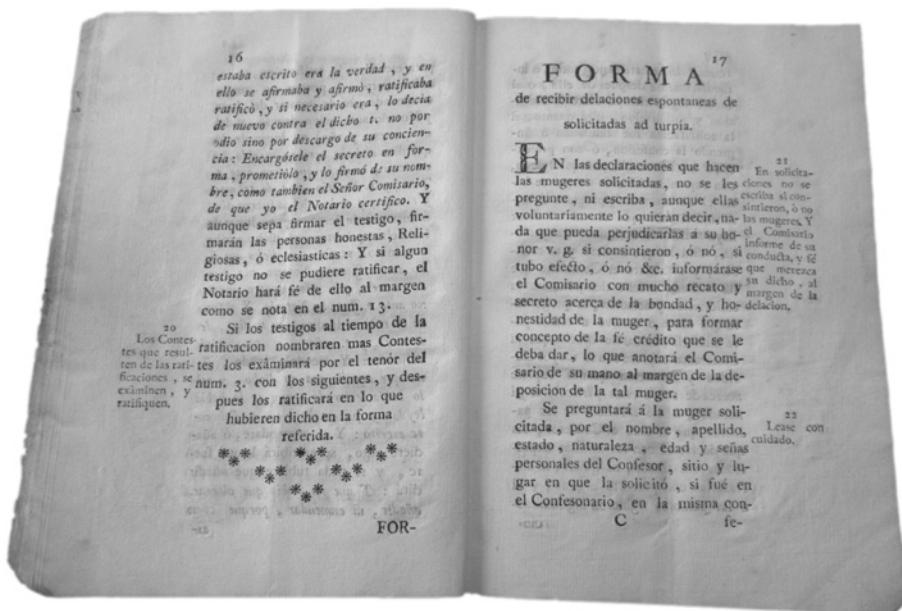 16
estaba escrito era la verdad, y en
ello se afirmaba y afirmò, ratificaba
ratificò, y si necesario era, lo decia
de nuevo contra el dicho t. no por
odio sino por descargo de su concien-
cia: Encargósele el secreto en for-
ma, prometiólo, y lo firmó de su nom-
bre, como tambien el Señor Comisario,
de que yo el Notario certifico. Y
aunque sepa firmar el testigo, fir-
marán las personas honestas, Reli-
giosas, ó eclesiasticas: Y si algun
testigo no se pudiere ratificar, el
Notario hará fé de ello al margen
como se nota en el num. 13.
20
Los Contes-
tes que resul-
ten de las rati-
ficaciones, se
exâminen, y
ratifiquen.
Si los testigos al tiempo de la
ratificacion nombraren mas Contes-
tes los exâminará por el tenór del
num. 3. con los siguientes, y des-
pues los ratificará en lo que
hubieren dicho en la forma
referida.
FOR-
17
FORMA
de recibir delaciones espontaneas de
solicitadas ad turpia.
EN las declaraciones que hacen
las mugeres solicitadas, no se les
pregunte, ni escriba, aunque ellas
voluntariamente lo quieran decir, na-
da que pueda perjudicarlas a su ho-
nor v. g. si consintieron, ó nó, si
tubo efecto, ó nó &c. informárase
el Comisario con mucho recato y
secreto acerca de la bondad, y ho-
nestidad de la muger, para formar
concepto de la fé crédito que se le
deba dar, lo que anotará el Comi-
sario de su mano al margen de la de-
posicion de la tal muger.
21
En solicita-
ciones no se
escriba si con-
sintieron, ò no
las mugeres. Y
el Comisario
informe de su
conducta, y fé
que merezca
su dicho, al
margen de la
delacion.
Se preguntará á la muger soli-
citada, por el nombre, apellido,
estado, naturaleza, edad y señas
personales del Confesor, sitio y lu-
gar en que la solicitó, si fué en
el Confesonario, en la misma con-
22
Lease con
cuidado.
C
fe-